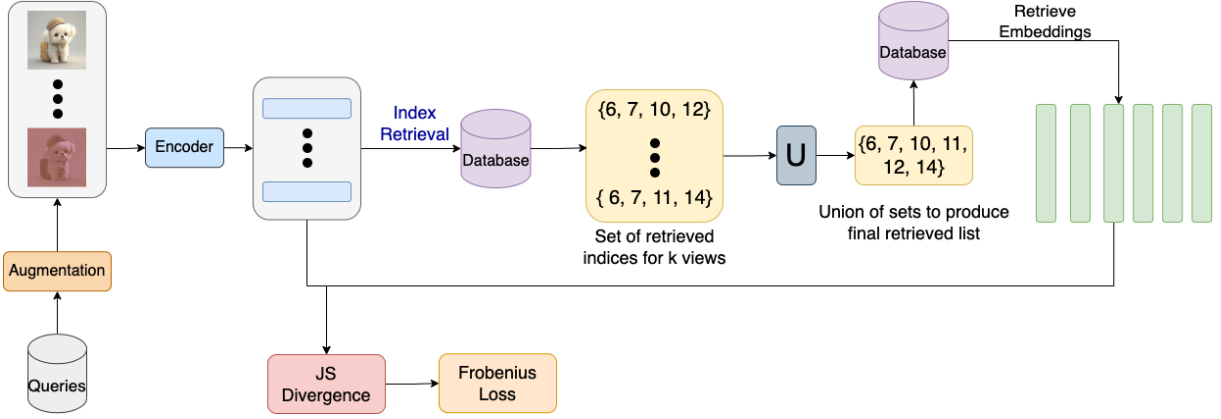 Queries
Augmentation
Encoder
Index
Retrieval
Database
{6, 7, 10, 12}
{ 6, 7, 11, 14}
Set of retrieved
indices for k views
U
{6, 7, 10, 11,
12, 14}
Union of sets to produce
final retrieved list
Database
Retrieve
Embeddings
JS
Divergence
Frobenius
Loss